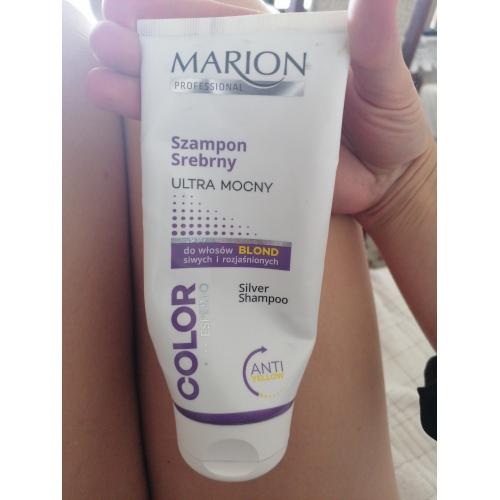 MARION
PROFESSIONAL
Szampon
Srebrny
ULTRA MOCNY
do włosów BLOND
siwych i rozjaśnionych
Silver
Shampoo
COLOR
ANTI
YELLOW